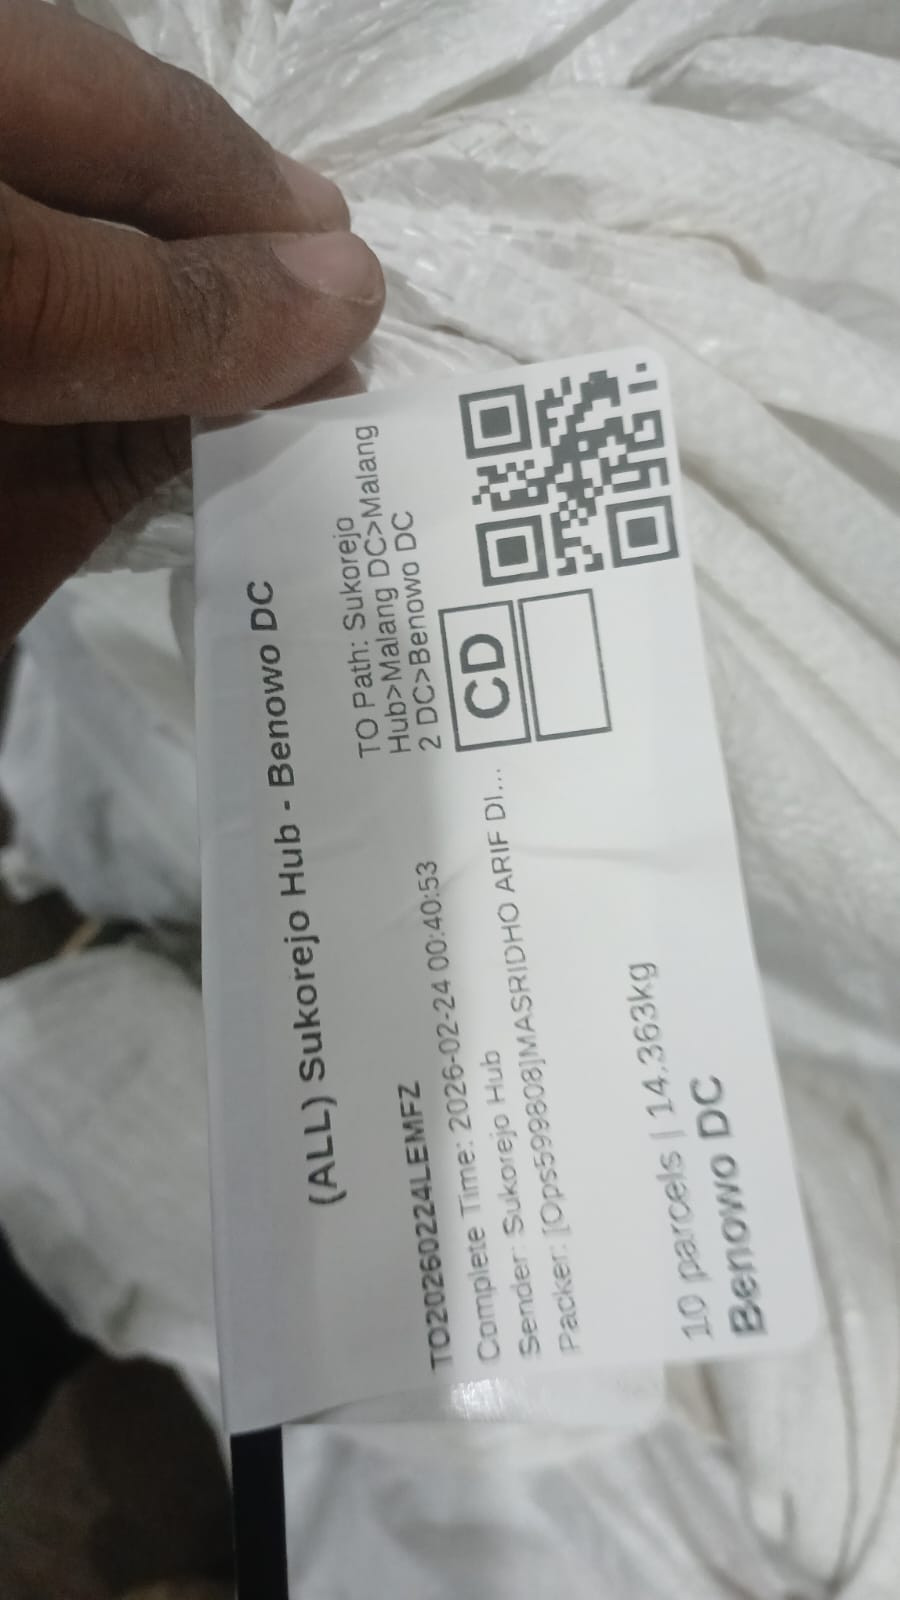 (ALL) Sukorejo Hub - Benowo DC
TO Path: Sukorejo
Hub>Malang DC>Malang
2 DC>Benowo DC
TO20260224LEMFZ
Complete Time: 2026-02-24 00:40:53
Sender: Sukorejo Hub
Packer: [Ops599808]MASRIDHO ARIF DI...
CD
10 parcels | 14.363kg
Benowo DC